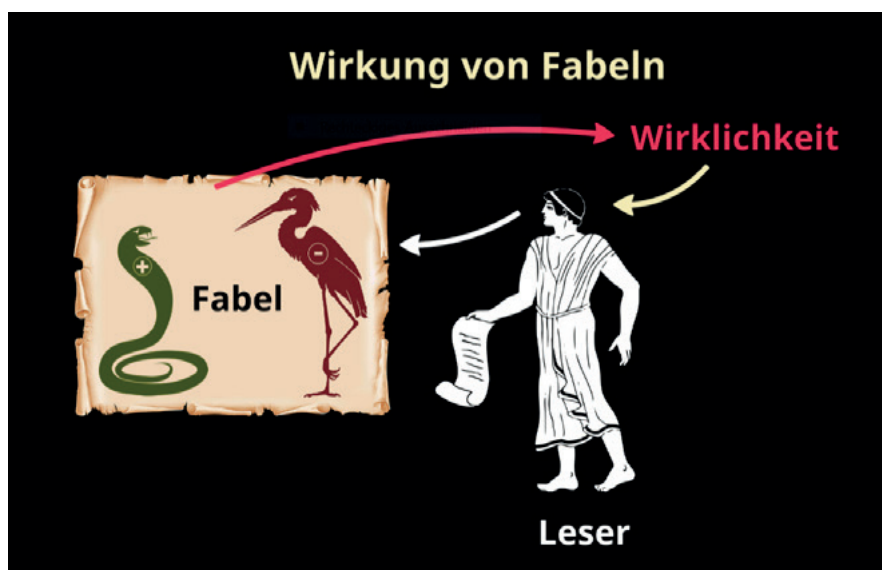 Wirkung von Fabeln
Wirklichkeit
+
-
Fabel
Leser